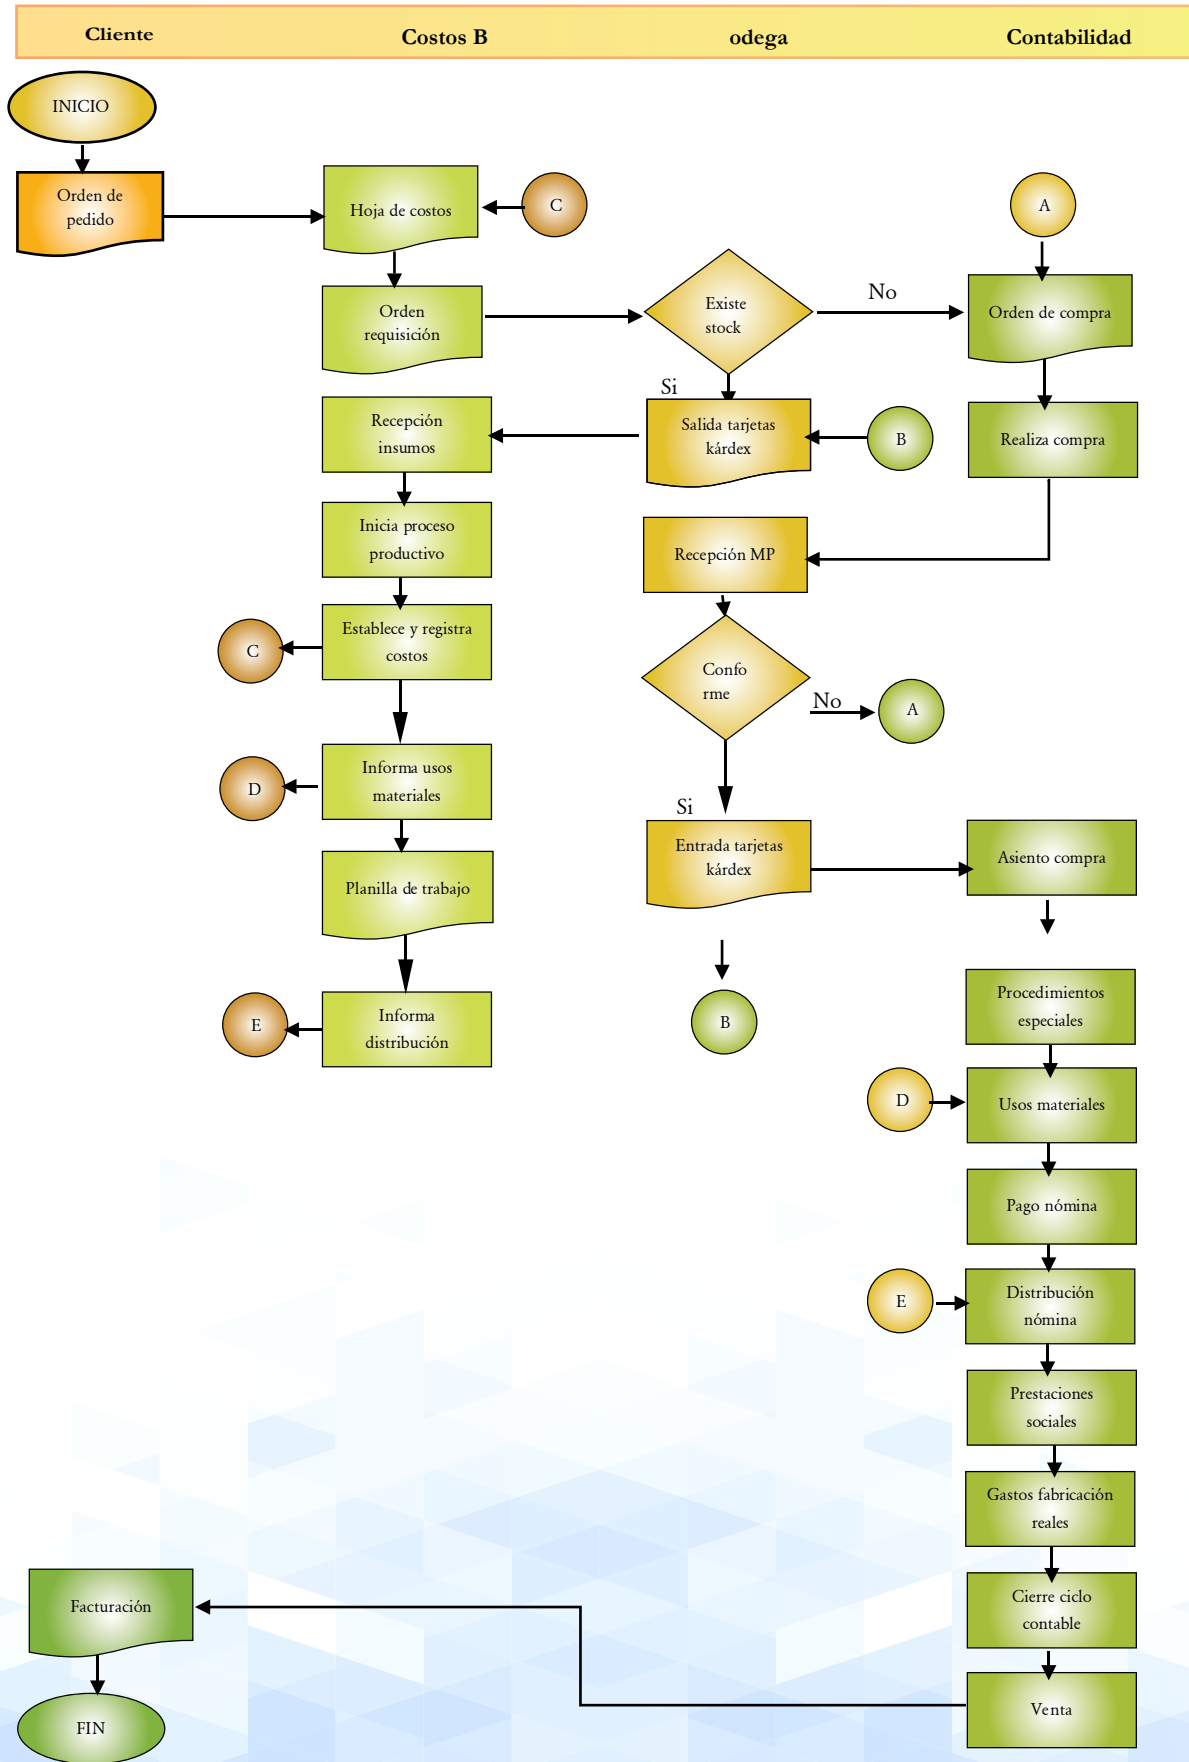 Cliente Costos B odega Contabilidad
INICIO
Orden de
pedido
Hoja de costos
C
A
Orden
requisición
Existe
stock
No
Orden de compra
Si
Recepción
insumos
Salida tarjetas
kárdex
B
Realiza compra
Inicia proceso
productivo
Recepción MP
C
Establece y registra
costos
Confo
rme
No
A
D
Informa usos
materiales
Si
Planilla de trabajo
Entrada tarjetas
kárdex
Asiento compra
E
Informa
distribución
B
Procedimientos
especiales
D
Usos materiales
Pago nómina
E
Distribución
nómina
Prestaciones
sociales
Gastos fabricación
reales
Facturación
Cierre ciclo
contable
FIN
Venta